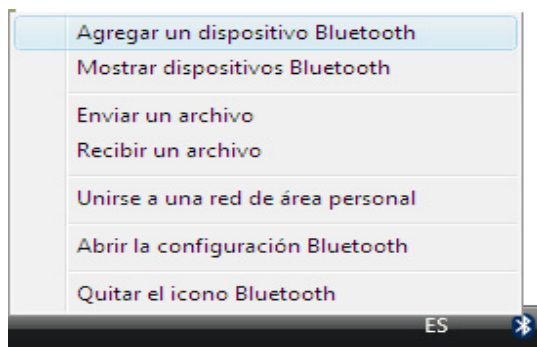 Agregar un dispositivo Bluetooth
Mostrar dispositivos Bluetooth
Enviar un archivo
Recibir un archivo
Unirse a una red de área personal
Abrir la configuración Bluetooth
Quitar el icono Bluetooth
ES